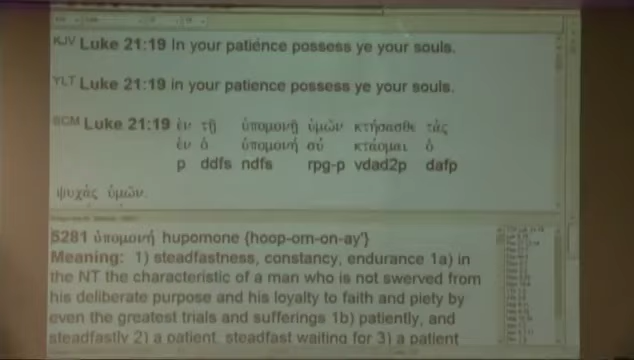 KJV Luke 21:19 In your patience possess ye your souls.
YLT Luke 21:19 in your patience possess ye your souls.
SCM Luke 21:19 ἐν τῇ ὑπομονῇ ὑμῶν κτήσασθε τὰς
ἐν ὁ ὑπομονή σύ κτάομαι ὁ
p ddfs ndfs rpg-p vdad2p dafp
ψυχὰς ὑμῶν.
5281 ὑπομονή hupomone {hoop-om-on-ay'}
Meaning: 1) steadfastness, constancy, endurance 1a) in
the NT the characteristic of a man who is not swerved from
his deliberate purpose and his loyalty to faith and piety by
even the greatest trials and sufferings 1b) patiently, and
steadfastly 2) a patient, steadfast waiting for 3) a patient